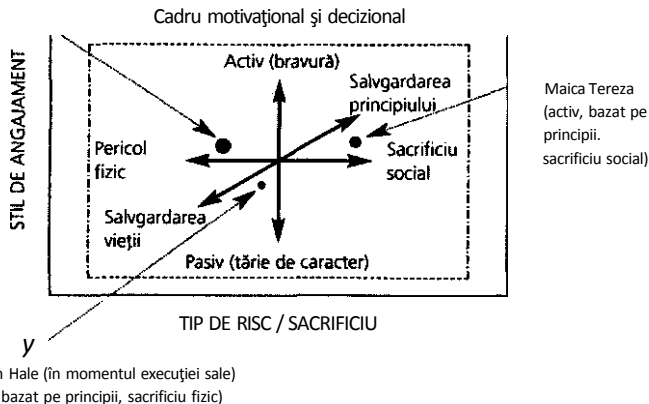 Cadru motivaţional şi decizional
STIL DE ANGAJAMENT
Activ (bravură)
Salvgardarea
principiului
Maica Tereza
(activ, bazat pe
principii.
sacrificiu social)
Pericol
fizic
Sacrificiu
social
Salvgardarea
vieţii
Pasiv (tărie de caracter)
TIP DE RISC / SACRIFICIU
y
Hale (în momentul execuţiei sale)
bazat pe principii, sacrificiu fizic)